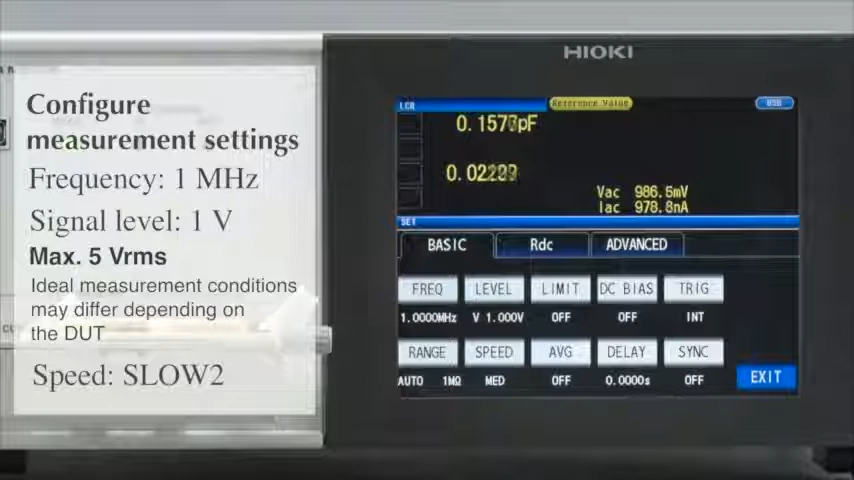 HIOKI
Configure
measurement settings
Frequency: 1 MHz
Signal level: 1 V
Max. 5 Vrms
Ideal measurement conditions
may differ depending on
the DUT
Speed: SLOW2
LCR
Reference Value
USB
Vac 986.5mV
Iac 978.8nA
SET
BASIC Rdc ADVANCED
FREQ LEVEL LIMIT DC BIAS TRIG
1.0000MHz V 1.000V OFF OFF INT
RANGE SPEED AVG DELAY SYNC
AUTO 1MΩ MED OFF 0.0000s OFF
EXIT